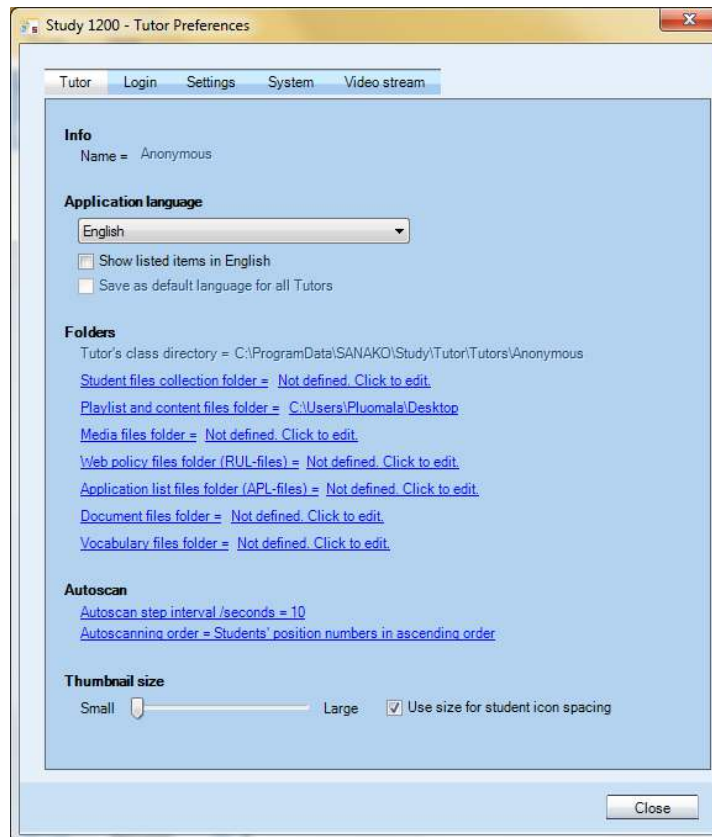 Study 1200 - Tutor Preferences
Tutor Login Settings System Video stream
Info
Name = Anonymous
Application language
English
Show listed items in English
Save as default language for all Tutors
Folders
Tutor's class directory = C:\ProgramData\SANAKO\Study\Tutor\Tutors\Anonymous
Student files collection folder = Not defined. Click to edit.
Playlist and content files folder = C:\Users\Pluomala\Desktop
Media files folder = Not defined. Click to edit.
Web policy files folder (RUL-files) = Not defined. Click to edit.
Application list files folder (APL-files) = Not defined. Click to edit.
Document files folder = Not defined. Click to edit.
Vocabulary files folder = Not defined. Click to edit.
Autoscan
Autoscan step interval /seconds = 10
Autoscanning order = Students' position numbers in ascending order
Thumbnail size
Small Large Use size for student icon spacing
Close